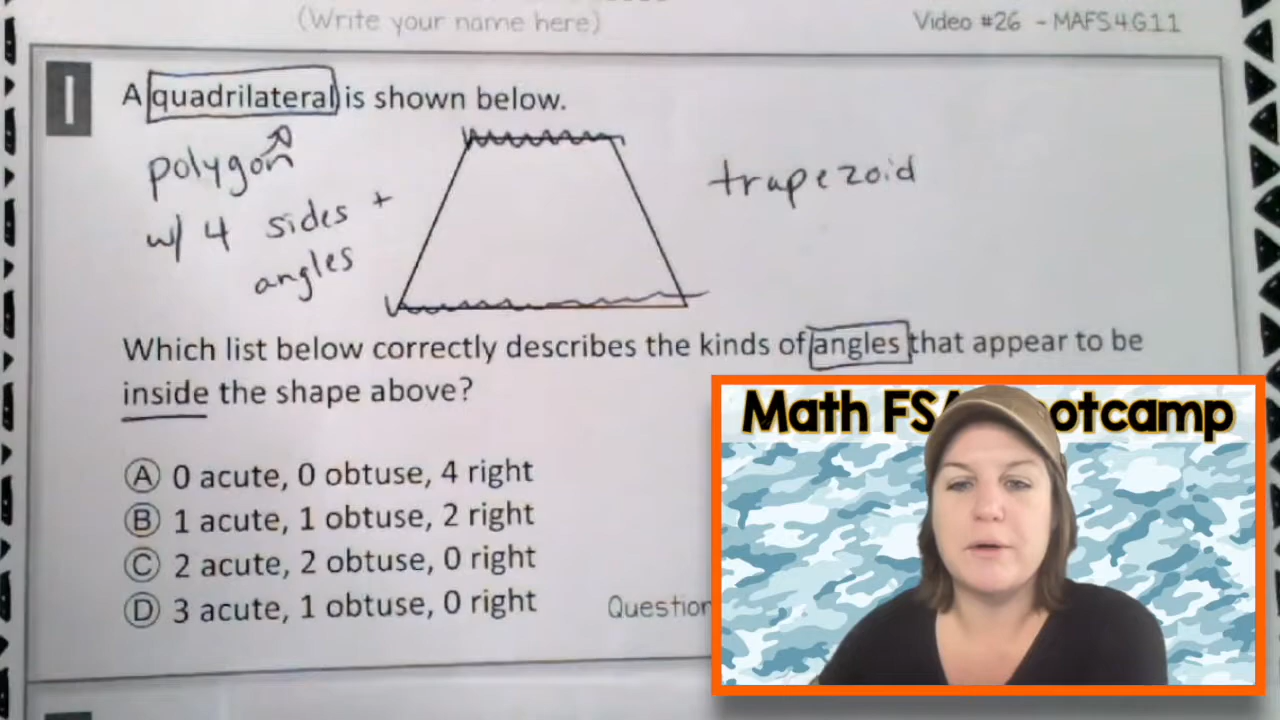 (Write your name here)
Video #26 - MAFS.4.G.1.1
1
A quadrilateral is shown below.
polygon
w/ 4 sides +
angles
trapezoid
Which list below correctly describes the kinds of angles that appear to be
inside the shape above?
A 0 acute, 0 obtuse, 4 right
B 1 acute, 1 obtuse, 2 right
C 2 acute, 2 obtuse, 0 right
D 3 acute, 1 obtuse, 0 right
Question
Math FSA ootcamp